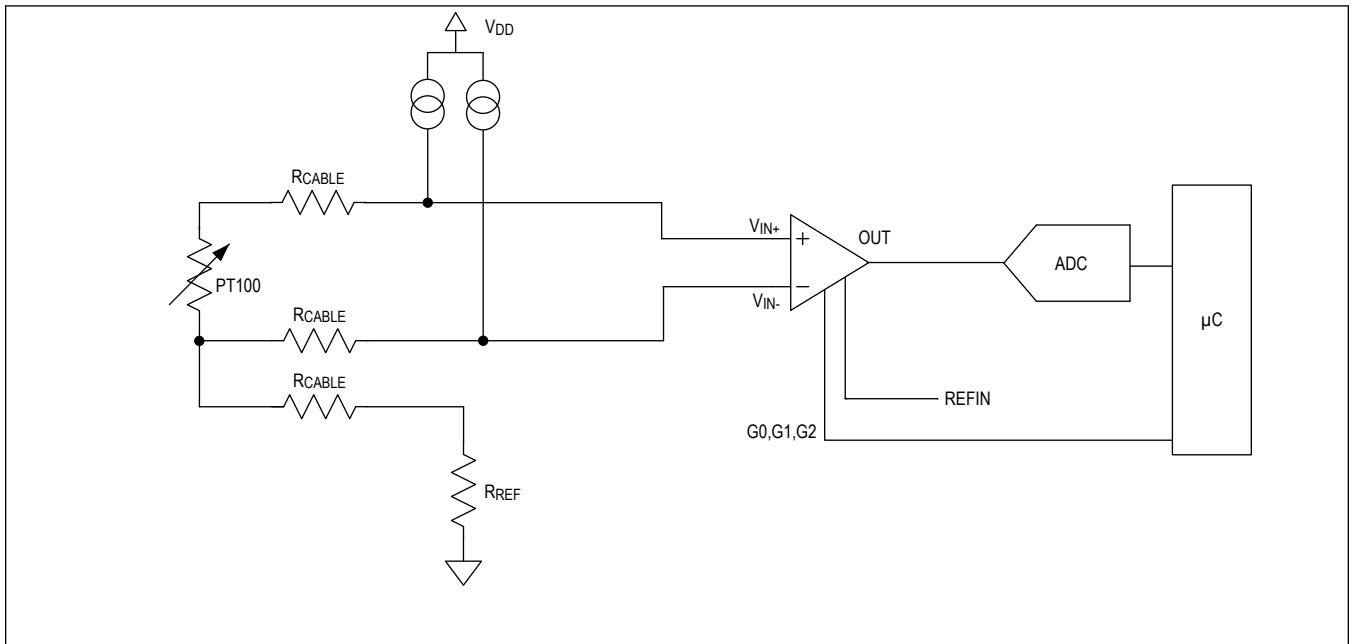 VDD
RCABLE
VIN+
OUT
ADC
PT100
RCABLE
VIN-
µC
RCABLE
REFIN
G0,G1,G2
RREF